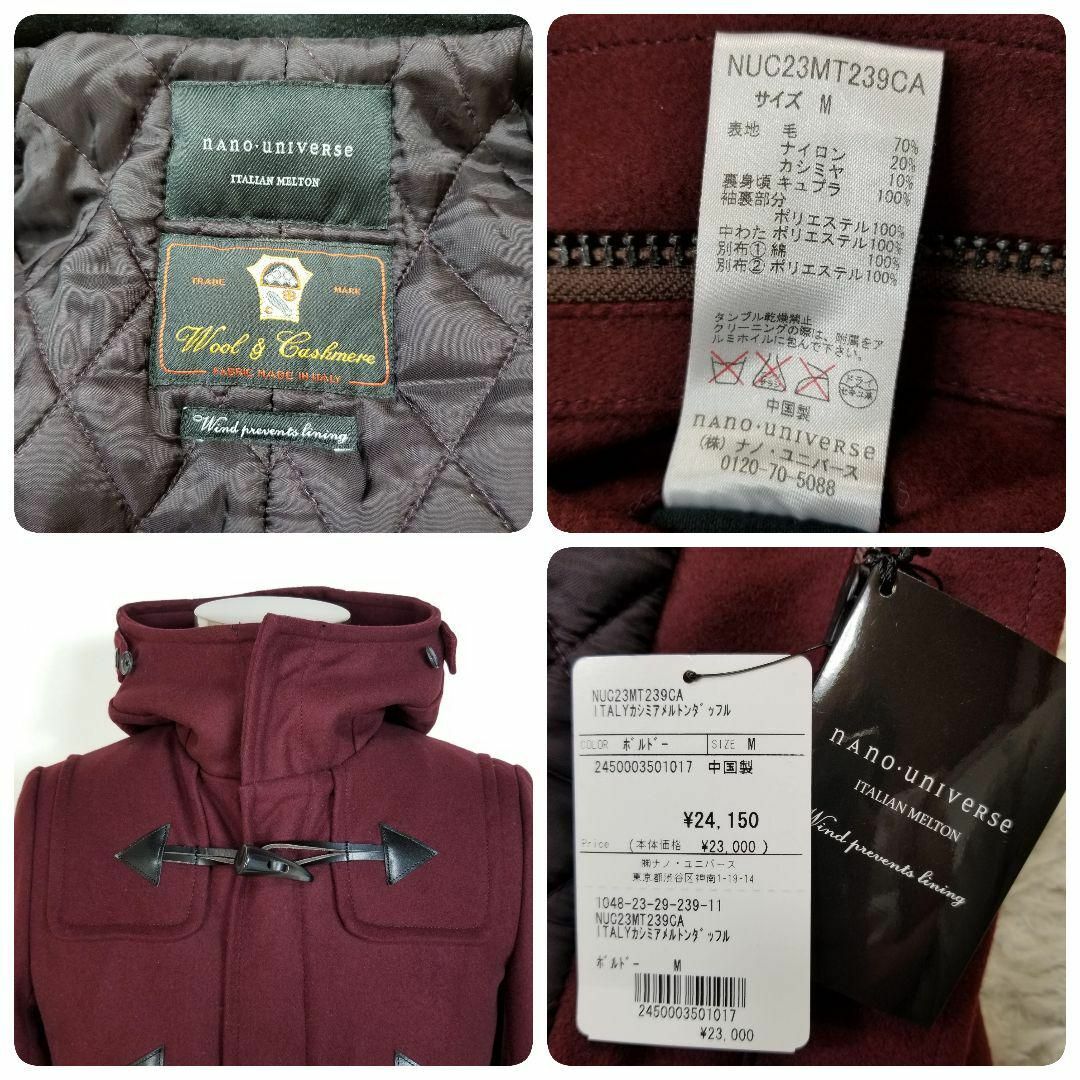 nano・universe
ITALIAN MELTON
TRADE MARK
Wool & Cashmere
FABRIC MADE IN ITALY
Wind prevents lining
NUC23MT239CA
サイズ M
表地 毛 70%
ナイロン 20%
カシミヤ 10%
裏身頃 キュプラ 100%
袖裏部分
ポリエステル100%
中わた ポリエステル100%
別布① 綿 100%
別布② ポリエステル100%
タンブル乾燥禁止
クリーニングの際は、附属をア
ルミホイルに包んで下さい。
ドライ
セキユ系
中国製
nano・universe
(株) ナノ・ユニバース
0120-70-5088
NUC23MT239CA
ITALYカシミアメルトンダッフル
COLOR ボルドー SIZE M
2450003501017 中国製
¥24,150
Price (本体価格 ¥23,000)
㈱ナノ・ユニバース
東京都渋谷区神南1-19-14
1048-23-29-239-11
NUC23MT239CA
ITALYカシミアメルトンダッフル
ボルドー M
2450003501017
¥23,000
nano・universe
ITALIAN MELTON
Wind prevents lining